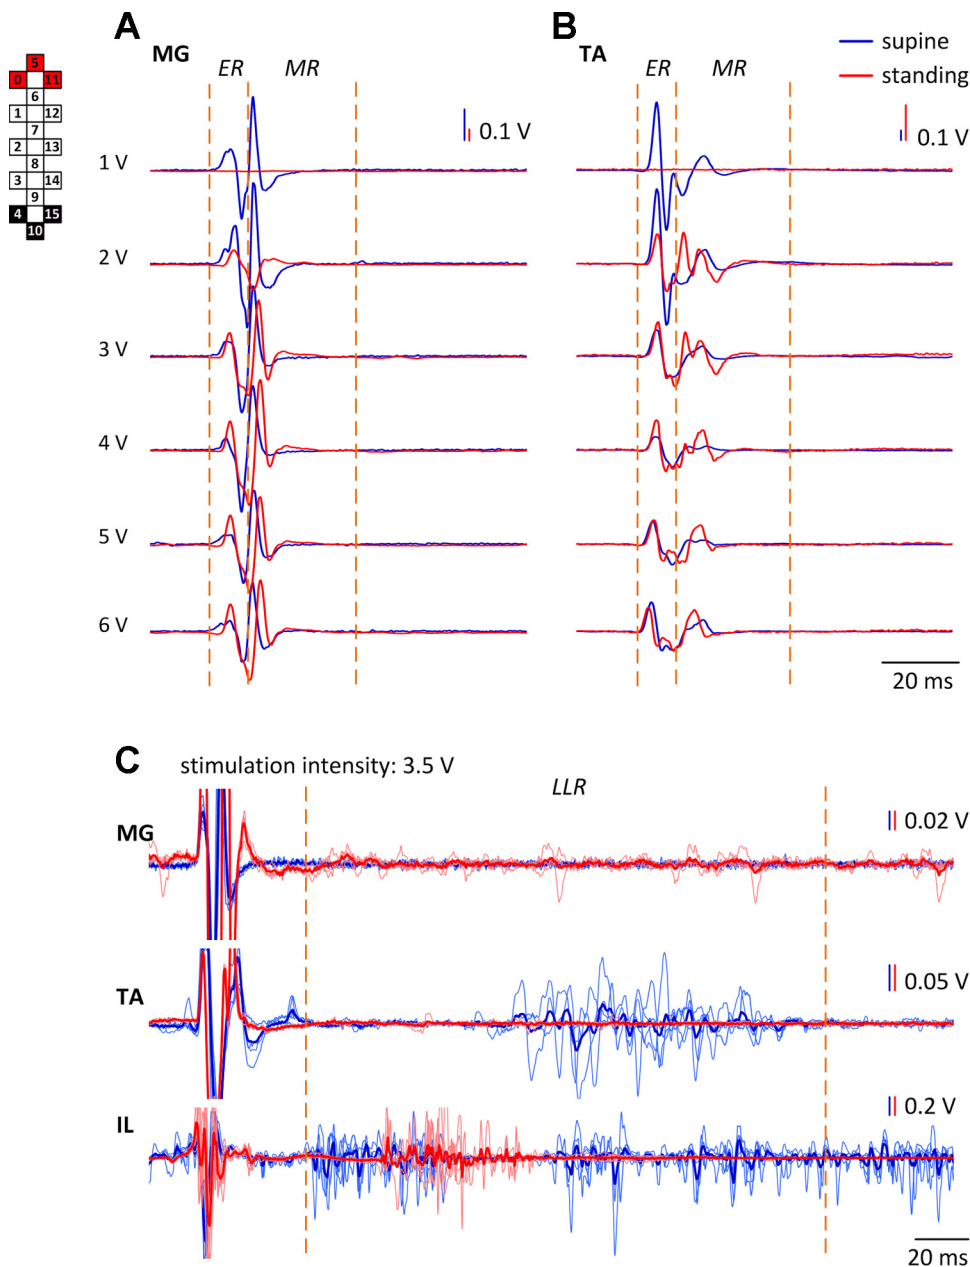 A
B
MG
TA
supine
standing
ER
MR
ER
MR
5
0
11
6
1
12
7
2
13
8
3
14
9
4
15
10
0.1 V
0.1 V
1 V
2 V
3 V
4 V
5 V
6 V
20 ms
C
stimulation intensity: 3.5 V
LLR
MG
0.02 V
TA
0.05 V
IL
0.2 V
20 ms